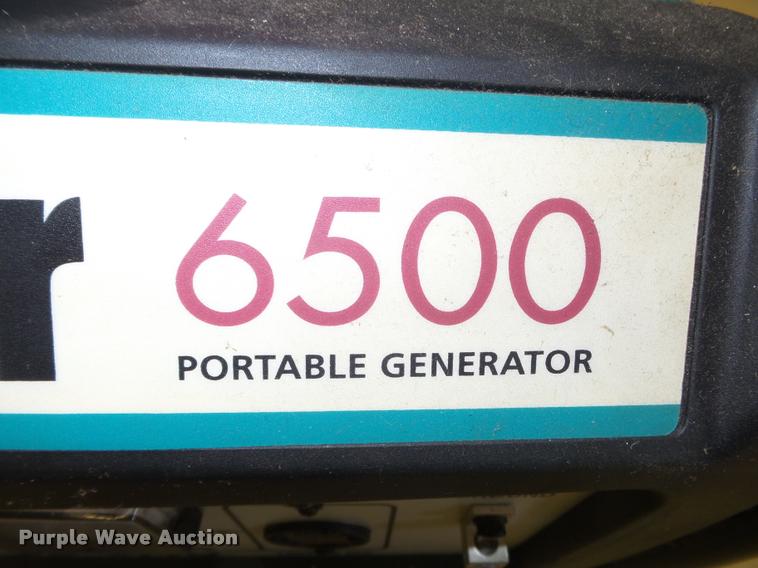 r 6500
PORTABLE GENERATOR
Purple Wave Auction